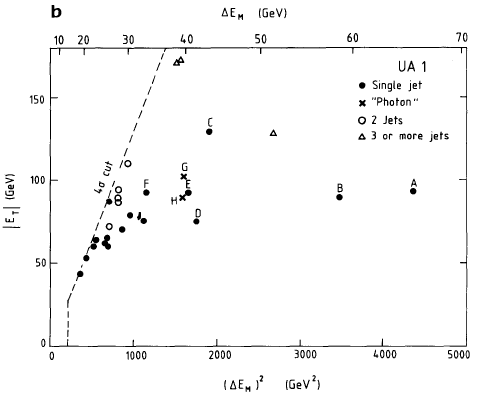 b
ΔE_M (GeV)
10 20 30 40 50 60 70
UA 1
● Single jet
× "Photon"
○ 2 Jets
△ 3 or more jets
4σ cut
C
G
F
E
H
D
B
A
J
|E_T| (GeV)
150
100
50
0
0 1000 2000 3000 4000 5000
(ΔE_M)² (GeV²)